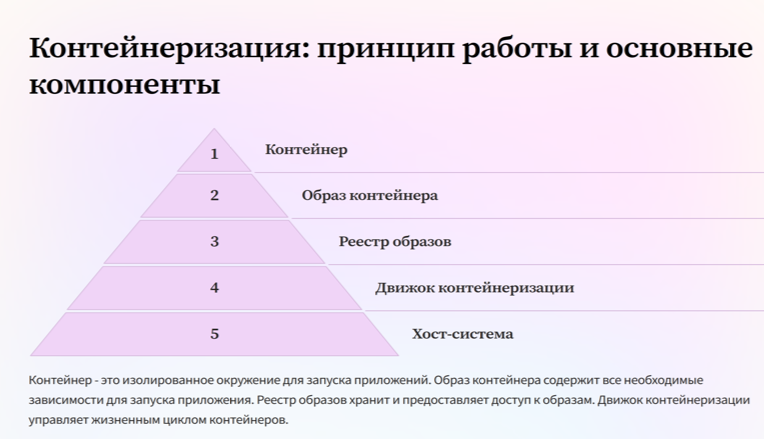 Контейнеризация: принцип работы и основные
компоненты
1
Контейнер
2
Образ контейнера
3
Реестр образов
4
Движок контейнеризации
5
Хост-система
Контейнер - это изолированное окружение для запуска приложений. Образ контейнера содержит все необходимые
зависимости для запуска приложения. Реестр образов хранит и предоставляет доступ к образам. Движок контейнеризации
управляет жизненным циклом контейнеров.